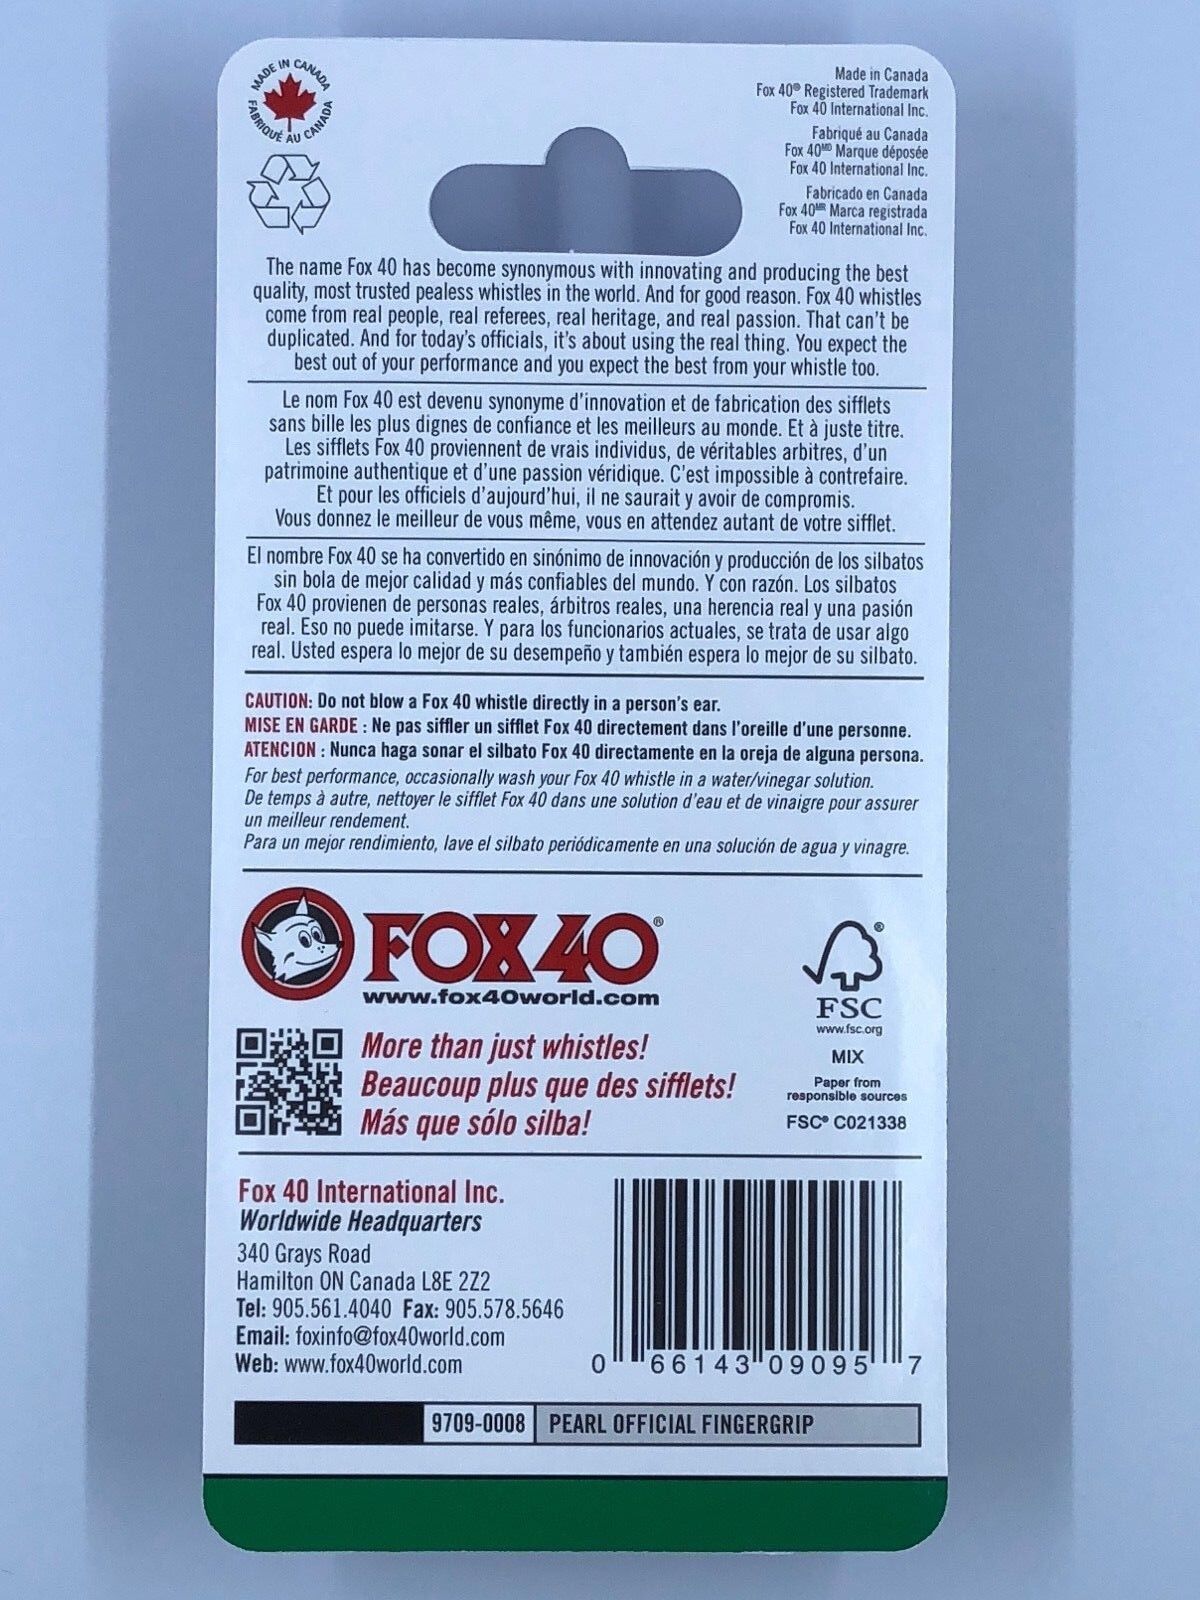 MADE IN CANADA
FABRIQUÉ AU CANADA
Made in Canada
Fox 40® Registered Trademark
Fox 40 International Inc.
Fabriqué au Canada
Fox 40MD Marque déposée
Fox 40 International Inc.
Fabricado en Canada
Fox 40MR Marca registrada
Fox 40 International Inc.
The name Fox 40 has become synonymous with innovating and producing the best
quality, most trusted pealess whistles in the world. And for good reason. Fox 40 whistles
come from real people, real referees, real heritage, and real passion. That can't be
duplicated. And for today's officials, it's about using the real thing. You expect the
best out of your performance and you expect the best from your whistle too.
Le nom Fox 40 est devenu synonyme d'innovation et de fabrication des sifflets
sans bille les plus dignes de confiance et les meilleurs au monde. Et à juste titre.
Les sifflets Fox 40 proviennent de vrais individus, de véritables arbitres, d'un
patrimoine authentique et d'une passion véridique. C'est impossible à contrefaire.
Et pour les officiels d'aujourd'hui, il ne saurait y avoir de compromis.
Vous donnez le meilleur de vous même, vous en attendez autant de votre sifflet.
El nombre Fox 40 se ha convertido en sinónimo de innovación y producción de los silbatos
sin bola de mejor calidad y más confiables del mundo. Y con razón. Los silbatos
Fox 40 provienen de personas reales, árbitros reales, una herencia real y una pasión
real. Eso no puede imitarse. Y para los funcionarios actuales, se trata de usar algo
real. Usted espera lo mejor de su desempeño y también espera lo mejor de su silbato.
CAUTION: Do not blow a Fox 40 whistle directly in a person's ear.
MISE EN GARDE : Ne pas siffler un sifflet Fox 40 directement dans l'oreille d'une personne.
ATENCION : Nunca haga sonar el silbato Fox 40 directamente en la oreja de alguna persona.
For best performance, occasionally wash your Fox 40 whistle in a water/vinegar solution.
De temps à autre, nettoyer le sifflet Fox 40 dans une solution d'eau et de vinaigre pour assurer
un meilleur rendement.
Para un mejor rendimiento, lave el silbato periódicamente en una solución de agua y vinagre.
FOX 40®
www.fox40world.com
More than just whistles!
Beaucoup plus que des sifflets!
Más que sólo silba!
®
FSC
www.fsc.org
MIX
Paper from
responsible sources
FSC® C021338
Fox 40 International Inc.
Worldwide Headquarters
340 Grays Road
Hamilton ON Canada L8E 2Z2
Tel: 905.561.4040 Fax: 905.578.5646
Email: foxinfo@fox40world.com
Web: www.fox40world.com
0 66143 09095 7
9709-0008 PEARL OFFICIAL FINGERGRIP